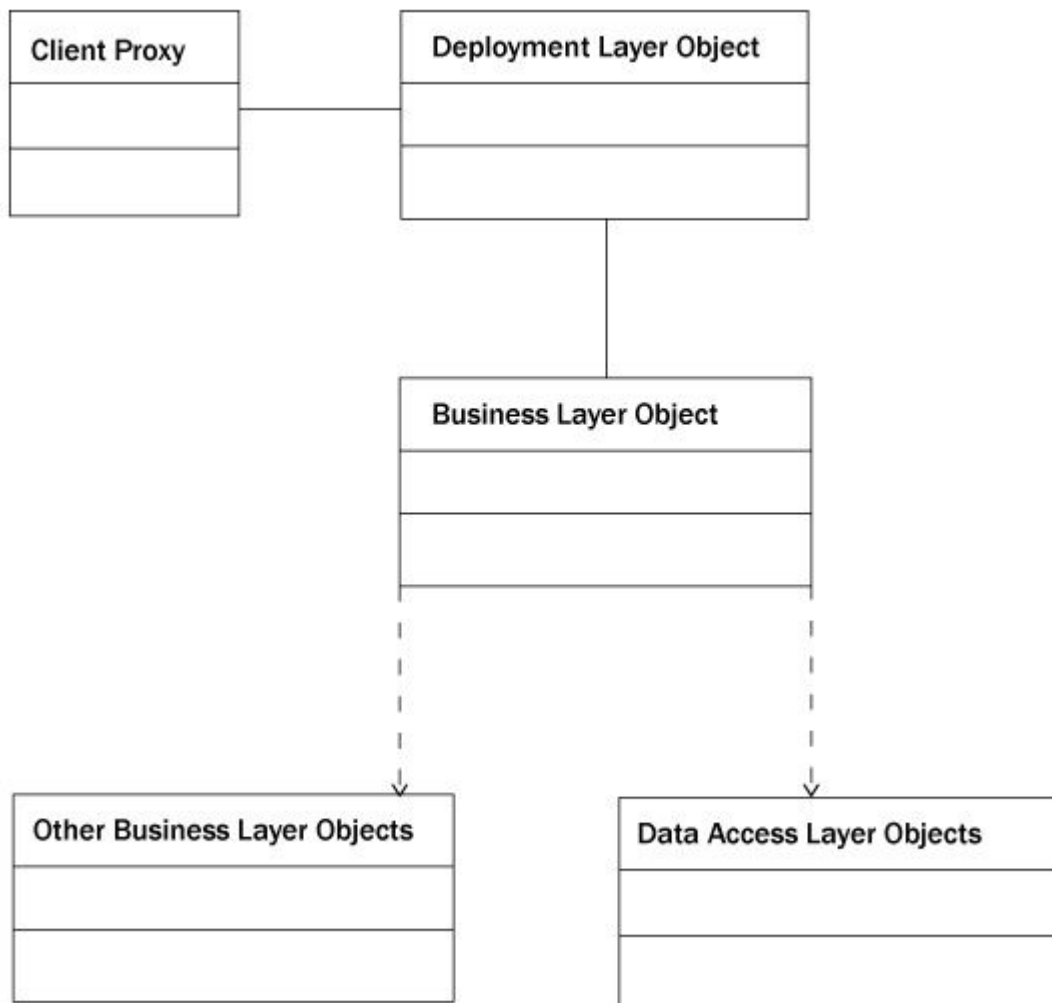 Client Proxy
Deployment Layer Object
Business Layer Object
Other Business Layer Objects
Data Access Layer Objects